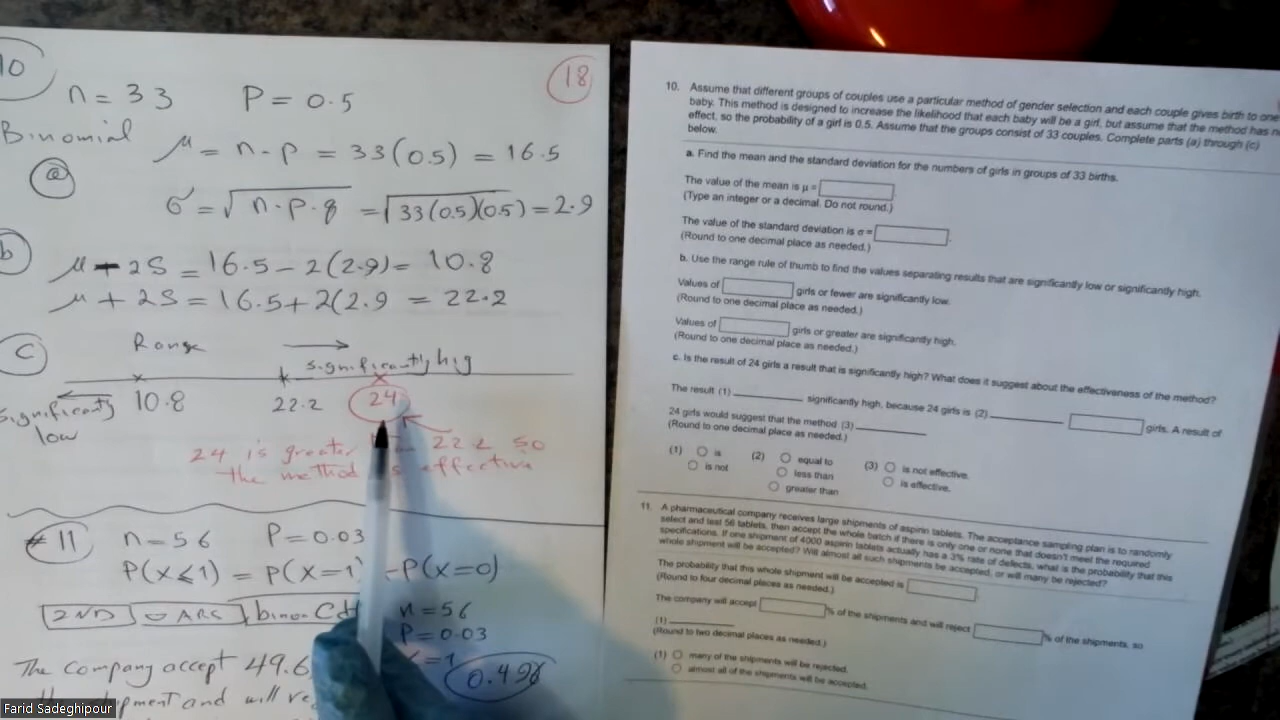 10
n = 33 P = 0.5
18
Binomial
μ = n - p = 33(0.5) = 16.5
a
σ = √n.p.q = √33(0.5)(0.5) = 2.9
b
μ - 2S = 16.5 - 2(2.9) = 10.8
μ + 2S = 16.5 + 2(2.9 = 22.2
C
Range
significantly hig
10.8 22.2 24
low
24 is greater 22.2 so
the method is effective
# 11 n = 56 P = 0.03
P(X≤1) = P(X=1) P(X=0)
2ND ARS binomCdf n = 56
P = 0.03
= 1
0.498
The company accept 49.6
and will re
10. Assume that different groups of couples use a particular method of gender selection and each couple gives birth to one
baby. This method is designed to increase the likelihood that each baby will be a girl, but assume that the method has n
effect, so the probability of a girl is 0.5. Assume that the groups consist of 33 couples. Complete parts (a) through (c)
below.
a. Find the mean and the standard deviation for the numbers of girls in groups of 33 births.
The value of the mean is μ =
(Type an integer or a decimal. Do not round.)
The value of the standard deviation is σ = .
(Round to one decimal place as needed.)
b. Use the range rule of thumb to find the values separating results that are significantly low or significantly high.
Values of girls or fewer are significantly low.
(Round to one decimal place as needed.)
Values of girls or greater are significantly high.
(Round to one decimal place as needed.)
c. Is the result of 24 girls a result that is significantly high? What does it suggest about the effectiveness of the method?
The result (1) significantly high, because 24 girls is (2) girls. A result of
24 girls would suggest that the method (3)
(Round to one decimal place as needed.)
(1) is (2) equal to (3) is not effective.
is not less than is effective.
greater than
11. A pharmaceutical company receives large shipments of aspirin tablets. The acceptance sampling plan is to randomly
select and test 56 tablets, then accept the whole batch if there is only one or none that doesn't meet the required
specifications. If one shipment of 4000 aspirin tablets actually has a 3% rate of defects, what is the probability that this
whole shipment will be accepted? Will almost all such shipments be accepted, or will many be rejected?
The probability that this whole shipment will be accepted is .
(Round to four decimal places as needed.)
The company will accept % of the shipments and will reject % of the shipments, so
(1)
(Round to two decimal places as needed.)
(1) many of the shipments will be rejected.
almost all of the shipments will be accepted.
Farid Sadeghipour